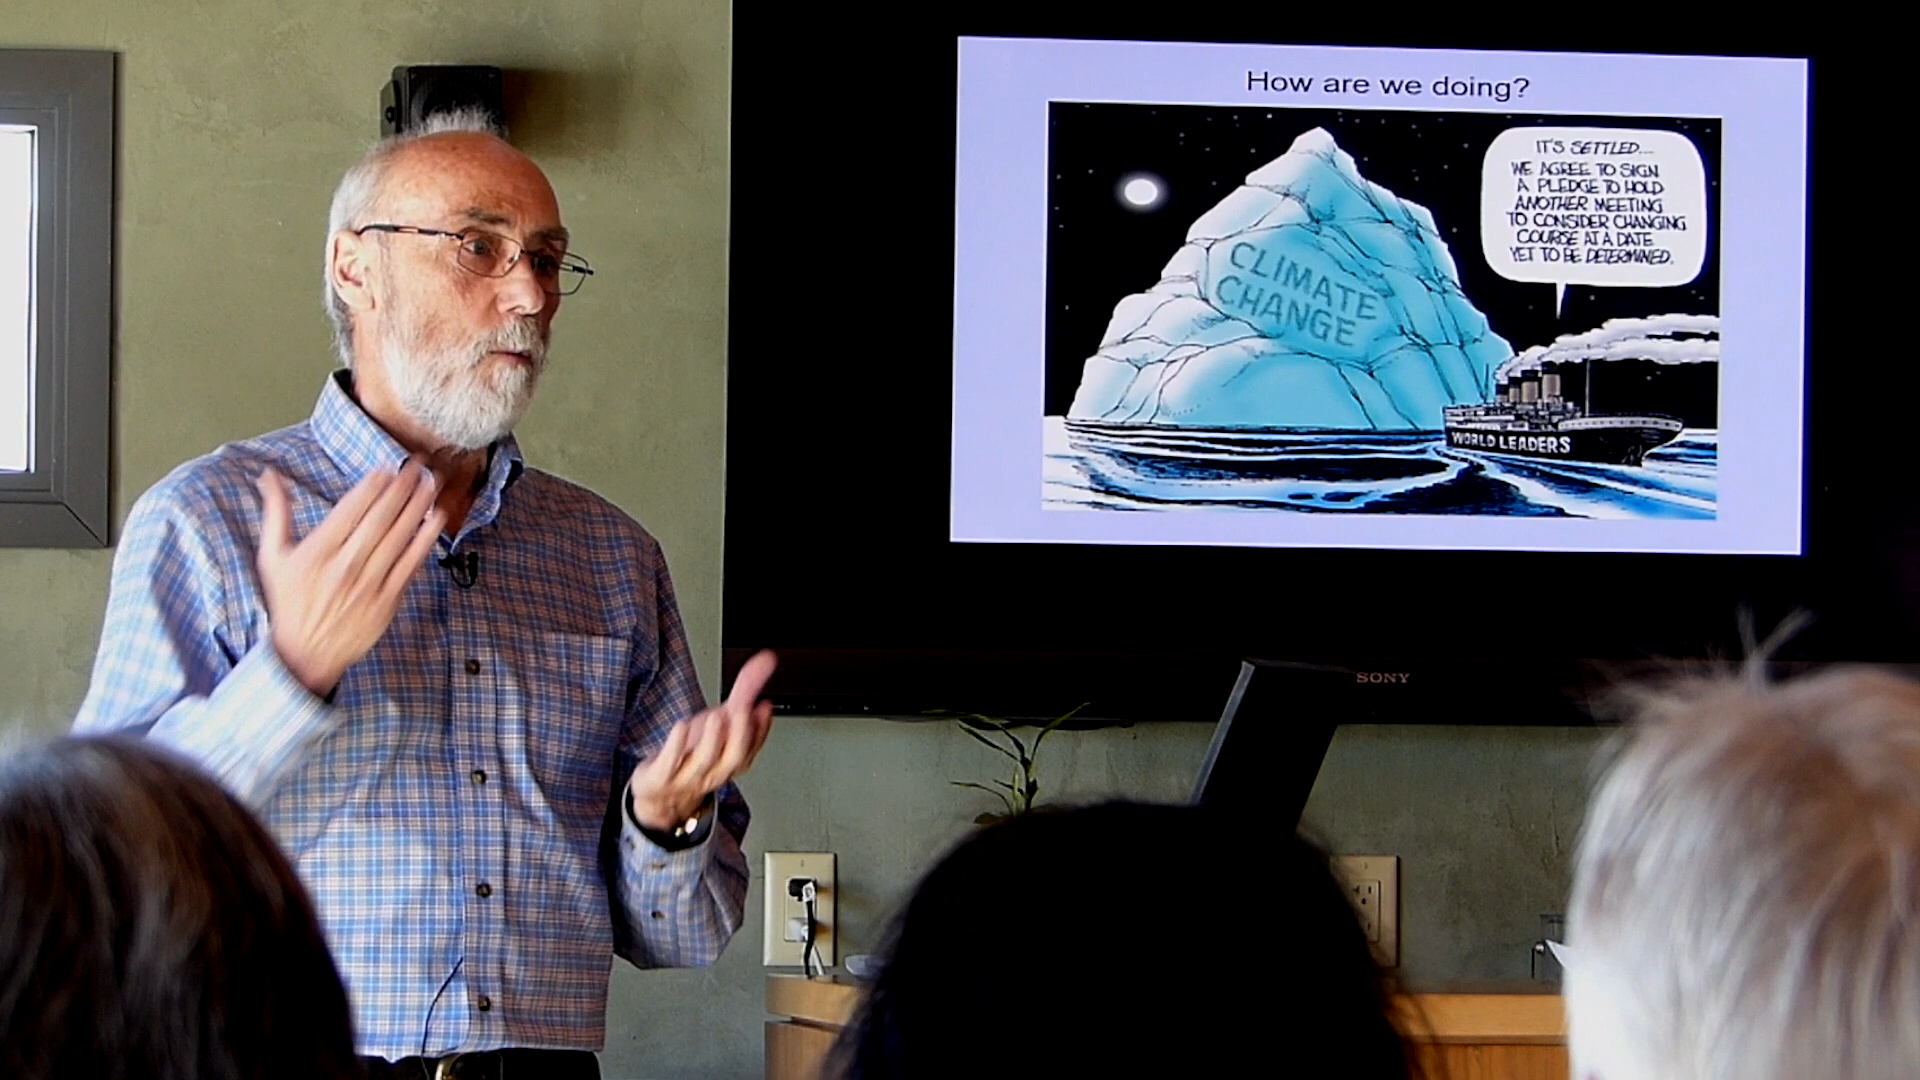 How are we doing?
IT'S SETTLED...
WE AGREE TO SIGN
A PLEDGE TO HOLD
ANOTHER MEETING
TO CONSIDER CHANGING
COURSE AT A DATE
YET TO BE DETERMINED.
CLIMATE
CHANGE
WORLD LEADERS
SONY